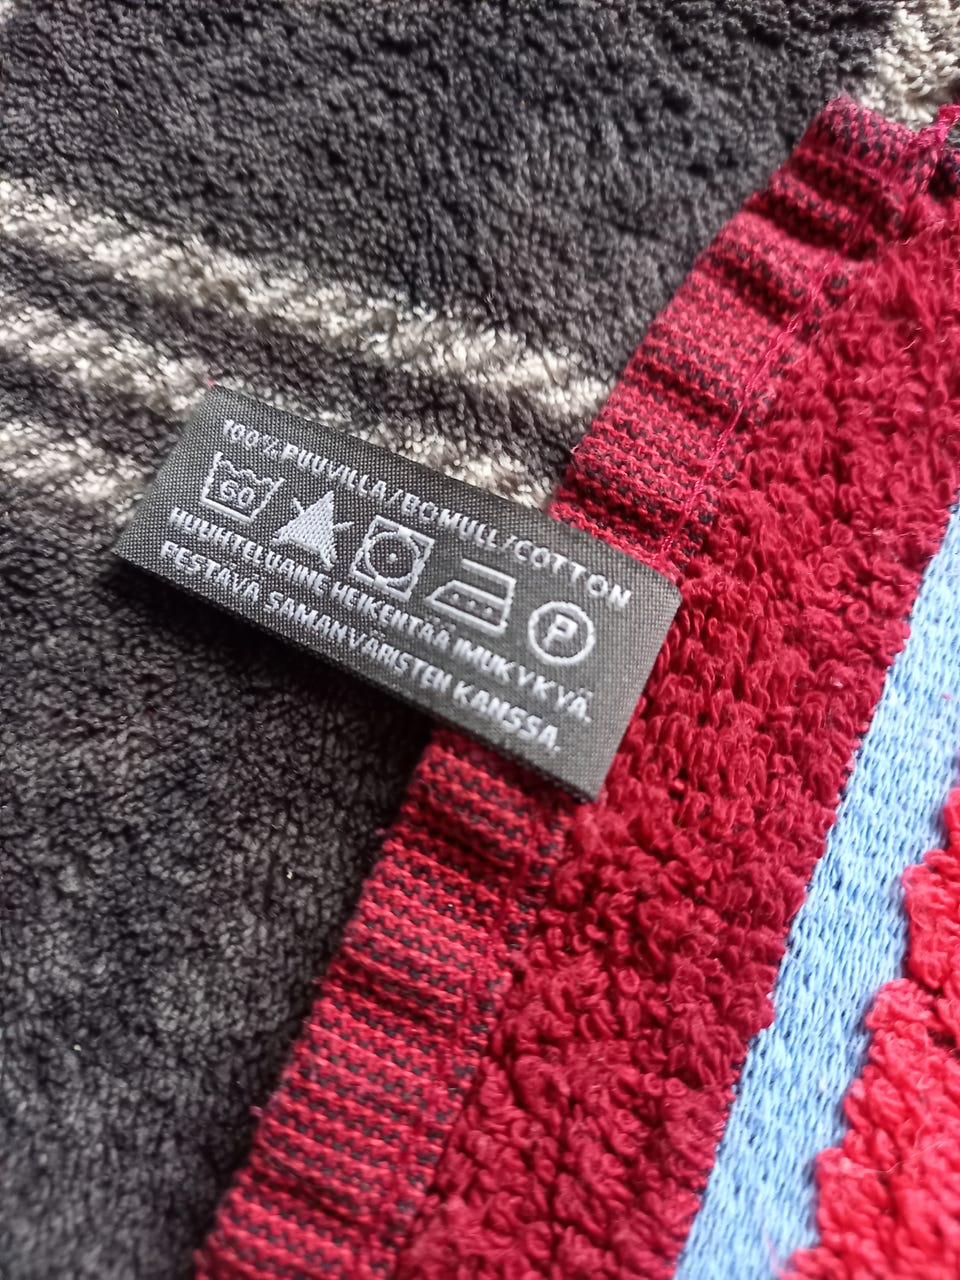 100% PUUVILLA/BOMULL/COTTON
60 P
HUUHTELUAINE HEIKENTÄÄ IMUKYKYÄ.
PESTÄVÄ SAMANVÄRISTEN KANSSA.